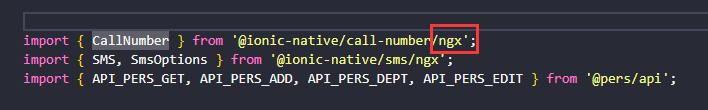 import { CallNumber } from '@ionic-native/call-number/ngx';
import { SMS, SmsOptions } from '@ionic-native/sms/ngx';
import { API_PERS_GET, API_PERS_ADD, API_PERS_DEPT, API_PERS_EDIT } from '@pers/api';